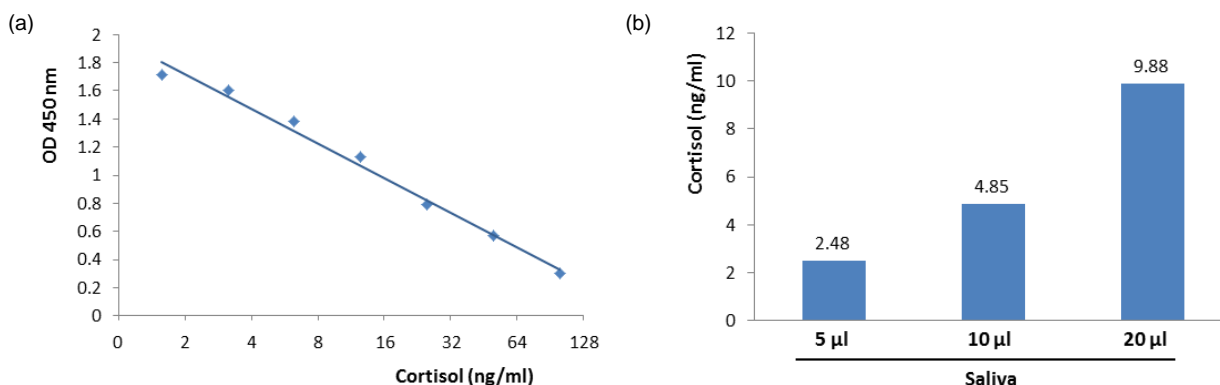 (a)
2
1.8
1.6
1.4
1.2
1
0.8
0.6
0.4
0.2
0
OD 450 nm
0 2 4 8 16 32 64 128
Cortisol (ng/ml)
(b)
12
10
8
6
4
2
0
Cortisol (ng/ml)
2.48
4.85
9.88
5 µl 10 µl 20 µl
Saliva